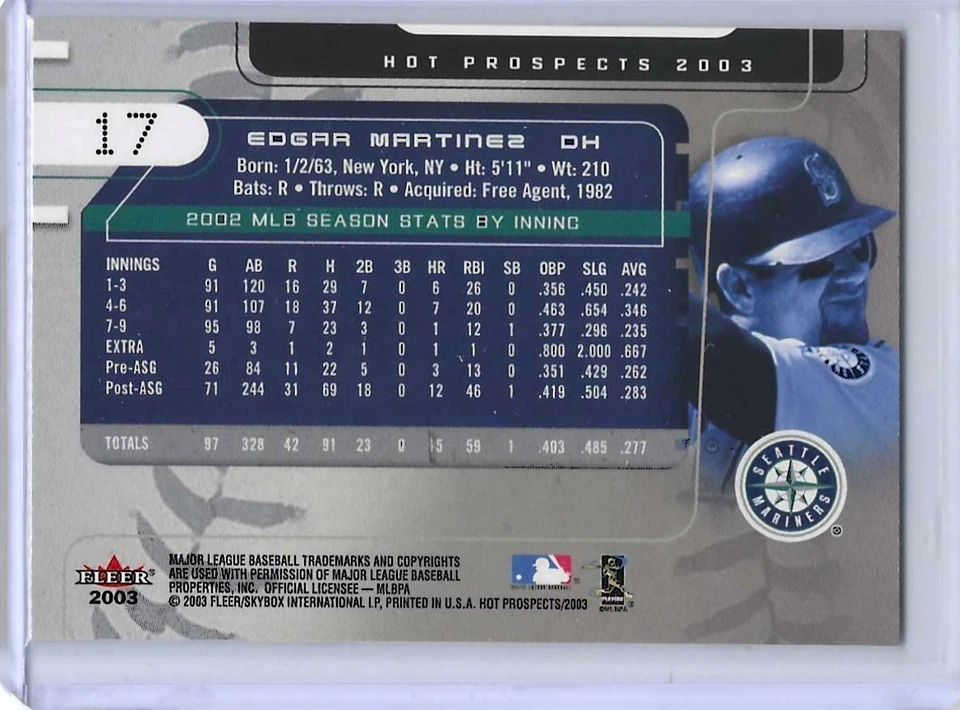 HOT PROSPECTS 2003
17
EDGAR MARTINEZ DH
Born: 1/2/63, New York, NY • Ht: 5'11" • Wt: 210
Bats: R • Throws: R • Acquired: Free Agent, 1982
2002 MLB SEASON STATS BY INNING
INNINGS G AB R H 2B 3B HR RBI SB OBP SLG AVG
1-3 91 120 16 29 7 0 6 26 0 .356 .450 .242
4-6 91 107 18 37 12 0 7 20 0 .463 .654 .346
7-9 95 98 7 23 3 0 1 12 1 .377 .296 .235
EXTRA 5 3 1 2 1 0 1 1 0 .800 2.000 .667
Pre-ASG 26 84 11 22 5 0 3 13 0 .351 .429 .262
Post-ASG 71 244 31 69 18 0 12 46 1 .419 .504 .283
TOTALS 97 328 42 91 23 0 15 59 1 .403 .485 .277
S
SEATTLE
MARINERS
®
FLEER®
2003
MAJOR LEAGUE BASEBALL TRADEMARKS AND COPYRIGHTS
ARE USED WITH PERMISSION OF MAJOR LEAGUE BASEBALL
PROPERTIES, INC. OFFICIAL LICENSEE — MLBPA
© 2003 FLEER/SKYBOX INTERNATIONAL LP, PRINTED IN U.S.A. HOT PROSPECTS/2003